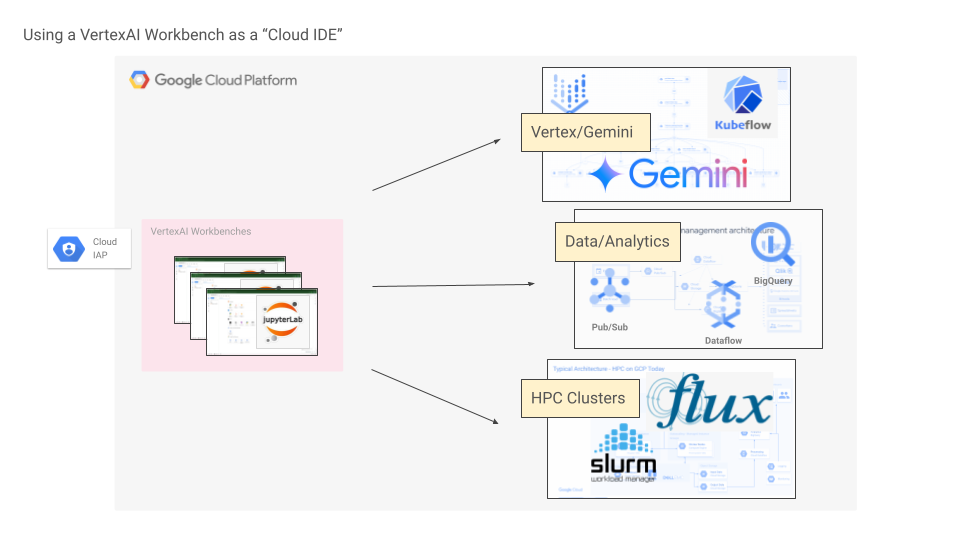 Using a VertexAI Workbench as a “Cloud IDE”
Google Cloud Platform
Kubeflow
Vertex/Gemini
Gemini
Cloud
IAP
VertexAI Workbenches
jupyterLab
management architecture
Data/Analytics
BigQuery
Pub/Sub
Dataflow
Typical Architecture - HPC on GCP Today
HPC Clusters
flux
slurm
workload manager
Google Cloud